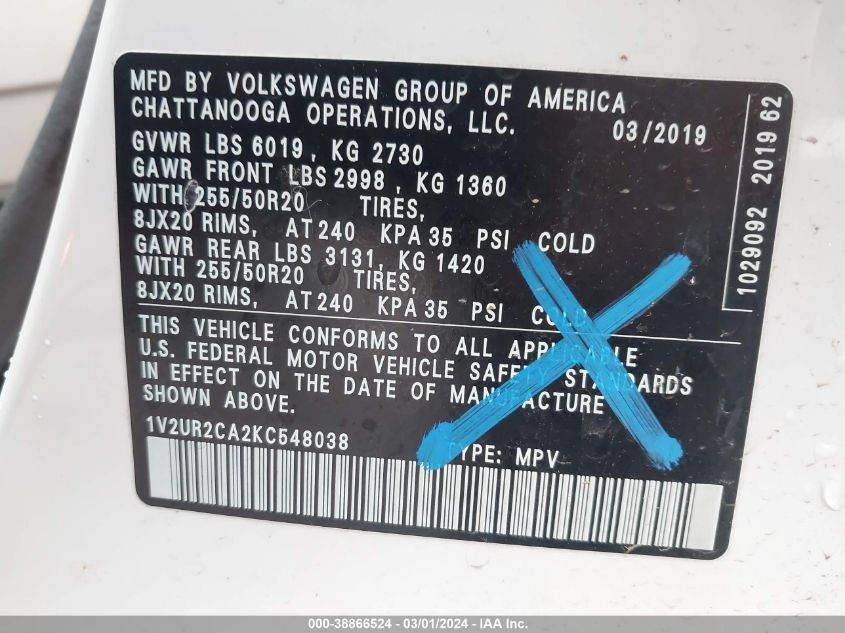 MFD BY VOLKSWAGEN GROUP OF AMERICA
CHATTANOOGA OPERATIONS, LLC. 03/2019
GVWR LBS 6019, KG 2730
GAWR FRONT LBS 2998, KG 1360
WITH 255/50R20 TIRES,
8JX20 RIMS, AT 240 KPA 35 PSI COLD
GAWR REAR LBS 3131, KG 1420
WITH 255/50R20 TIRES,
8JX20 RIMS, AT 240 KPA 35 PSI COLD
THIS VEHICLE CONFORMS TO ALL APPLICABLE
U.S. FEDERAL MOTOR VEHICLE SAFETY STANDARDS
IN EFFECT ON THE DATE OF MANUFACTURE
SHOWN ABOVE.
1V2UR2CA2KC548038 TYPE: MPV
1029092 2019 62
000-38866524 - 03/01/2024 - IAA Inc.